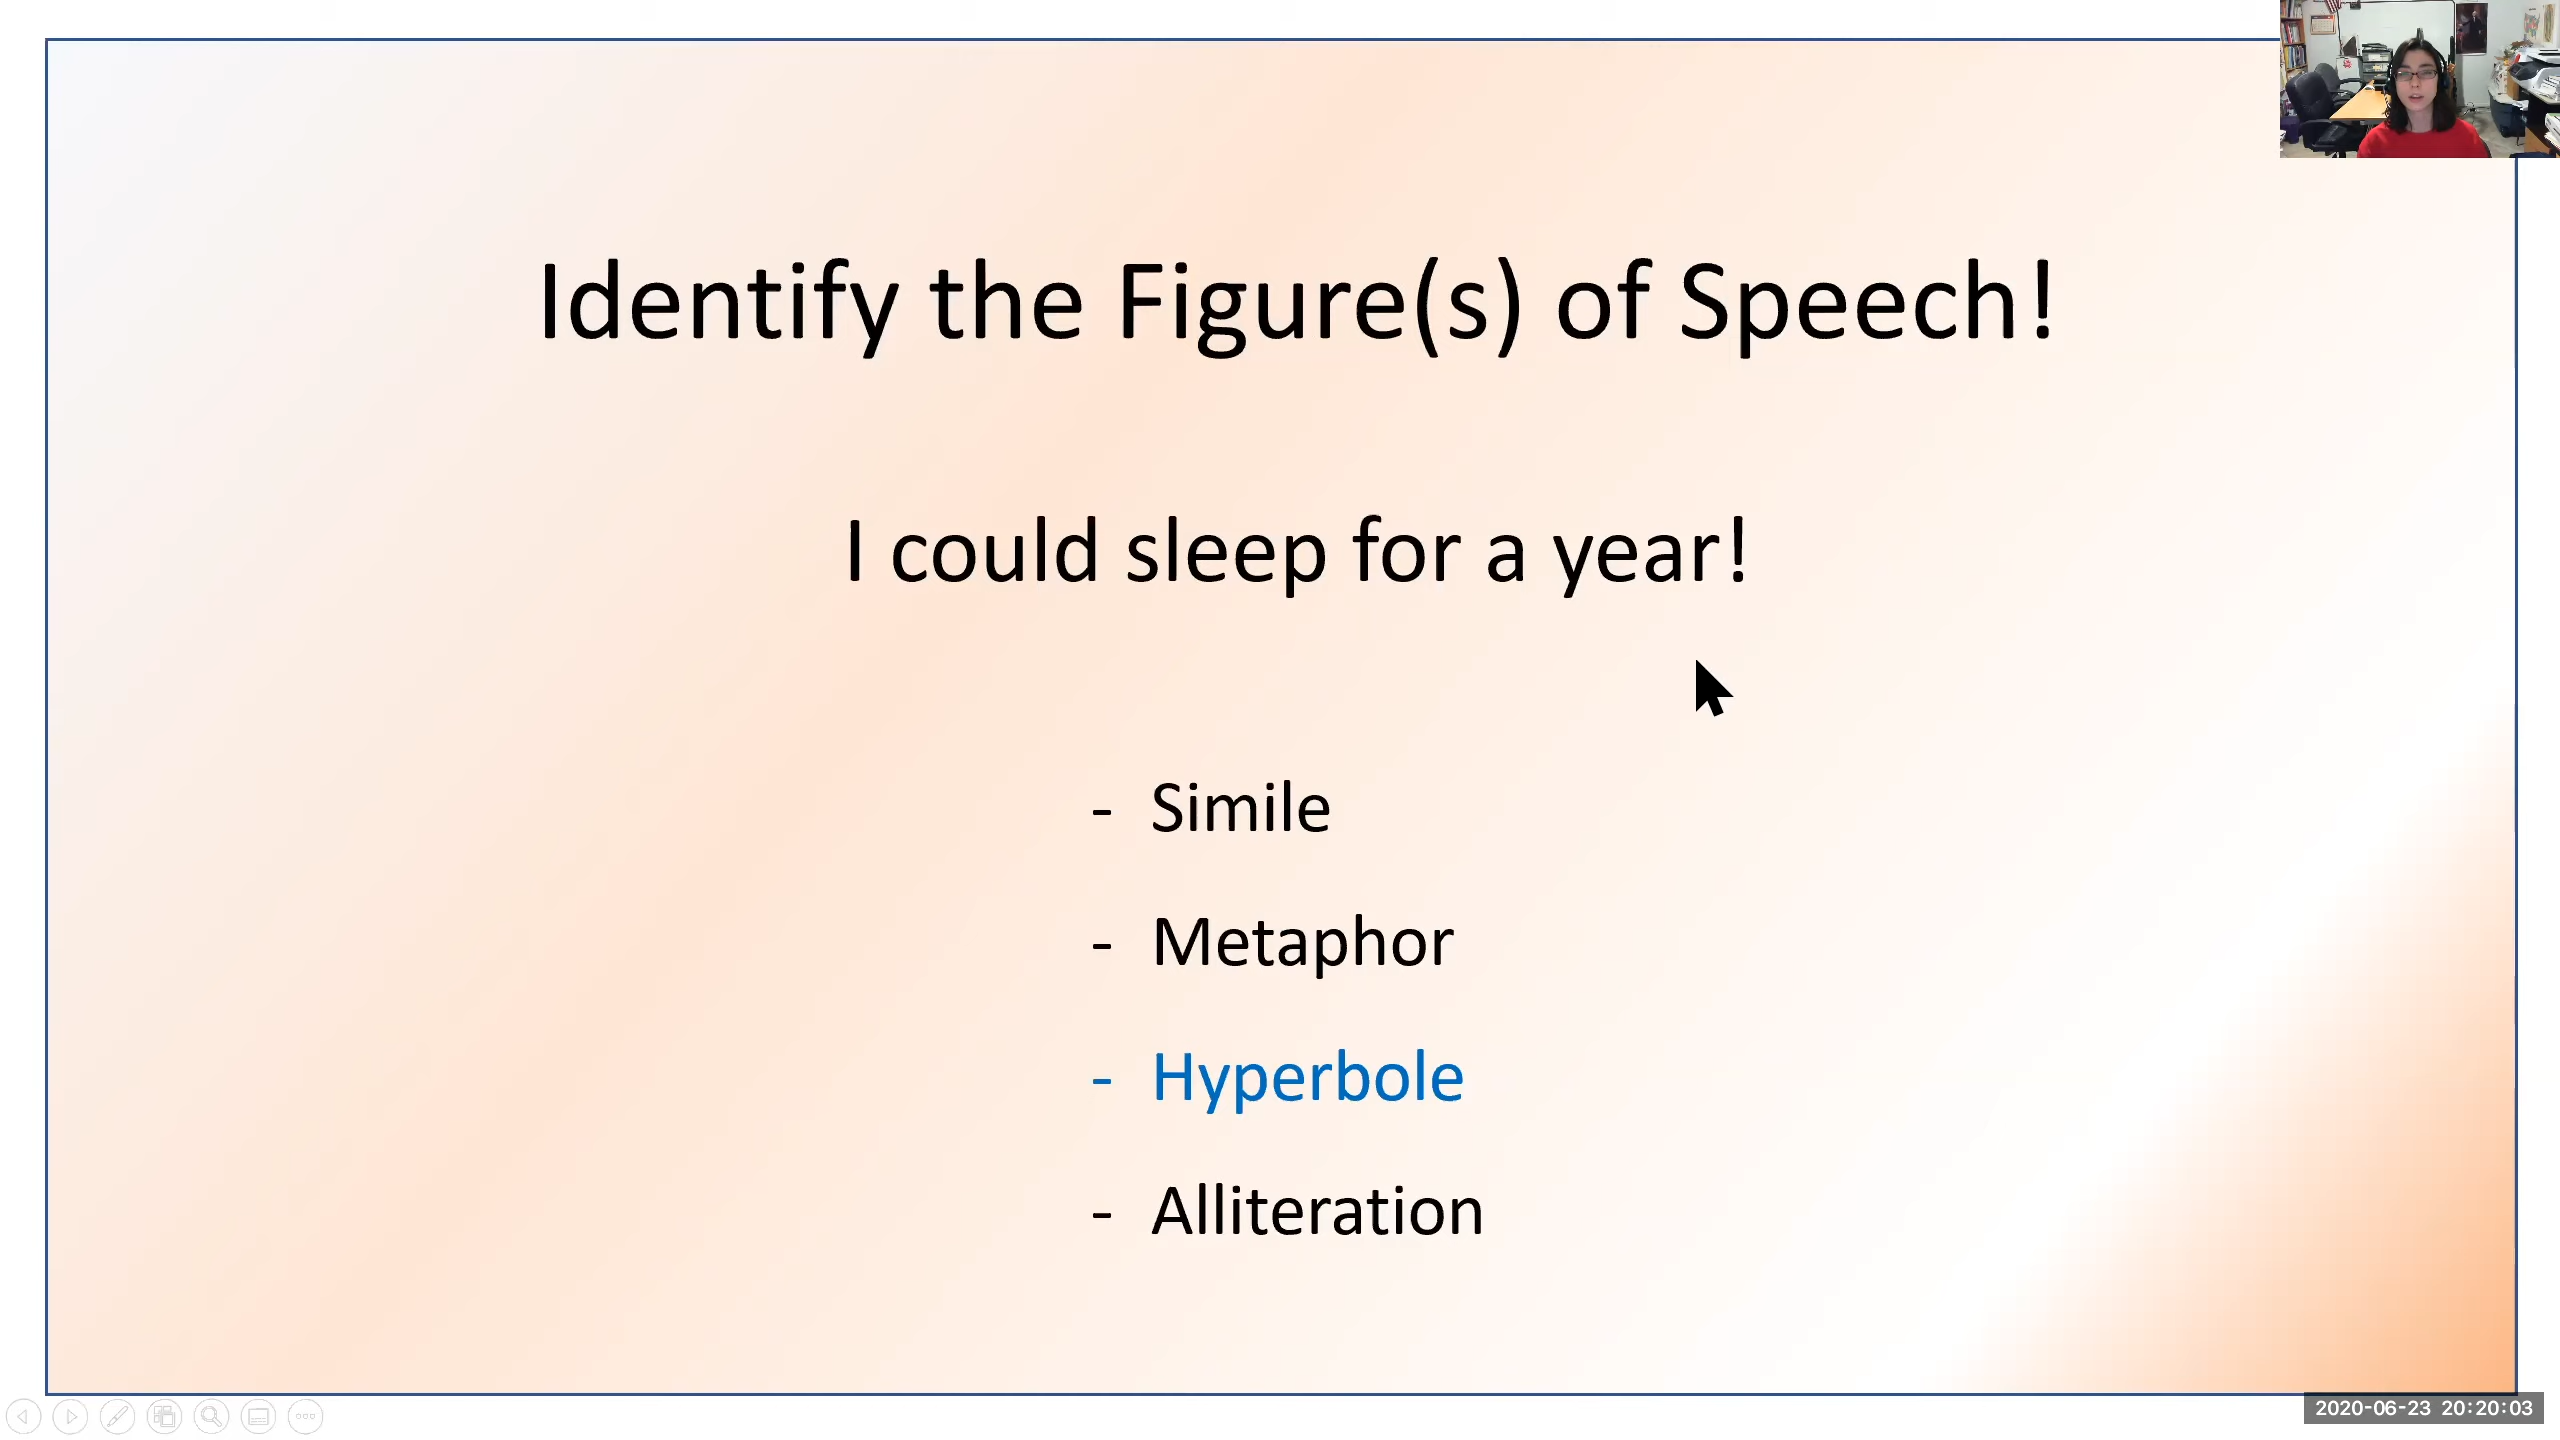 Identify the Figure(s) of Speech!
I could sleep for a year!
- Simile
- Metaphor
- Hyperbole
- Alliteration
2020-06-23 20:20:03